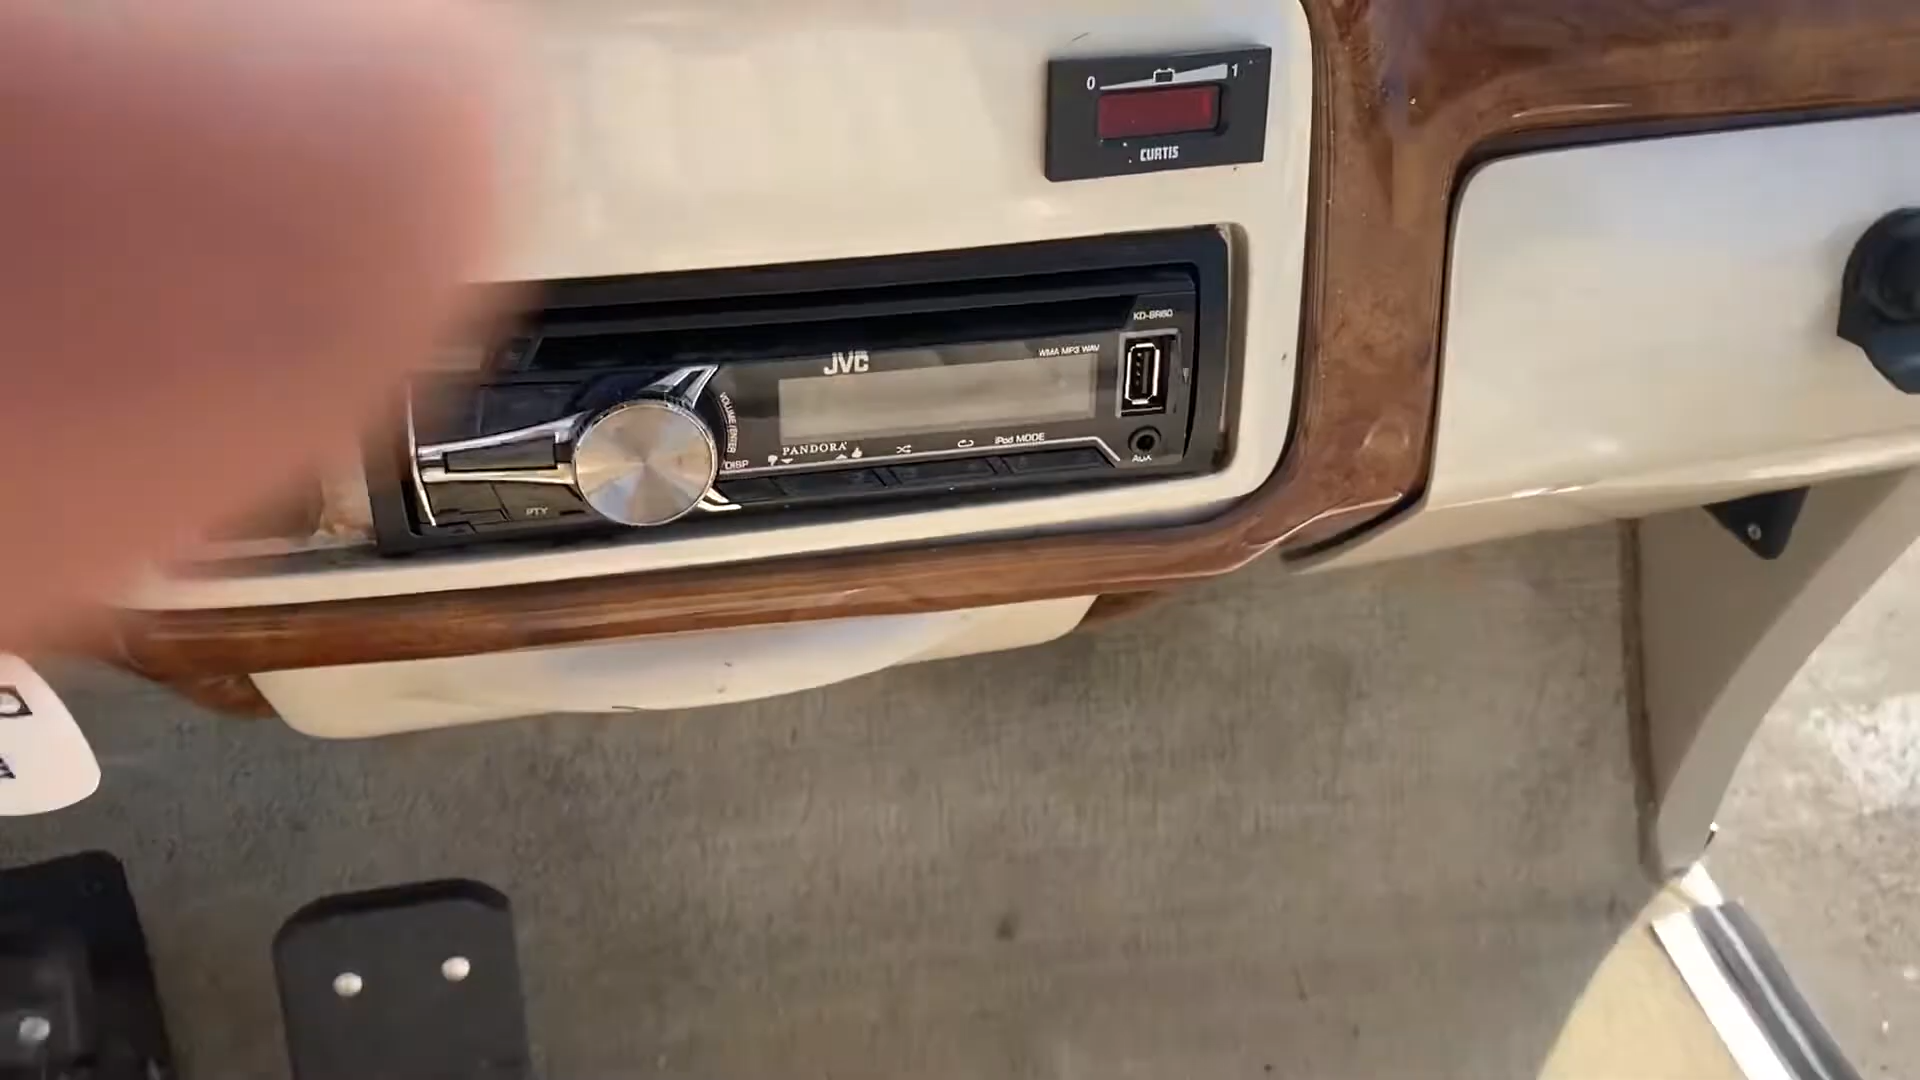 0 1
CURTIS
KD-SR60
JVC
WMA MP3 WAV
VOLUME/ENTER
PANDORA
iPod MODE
DISP
AUX
PTY